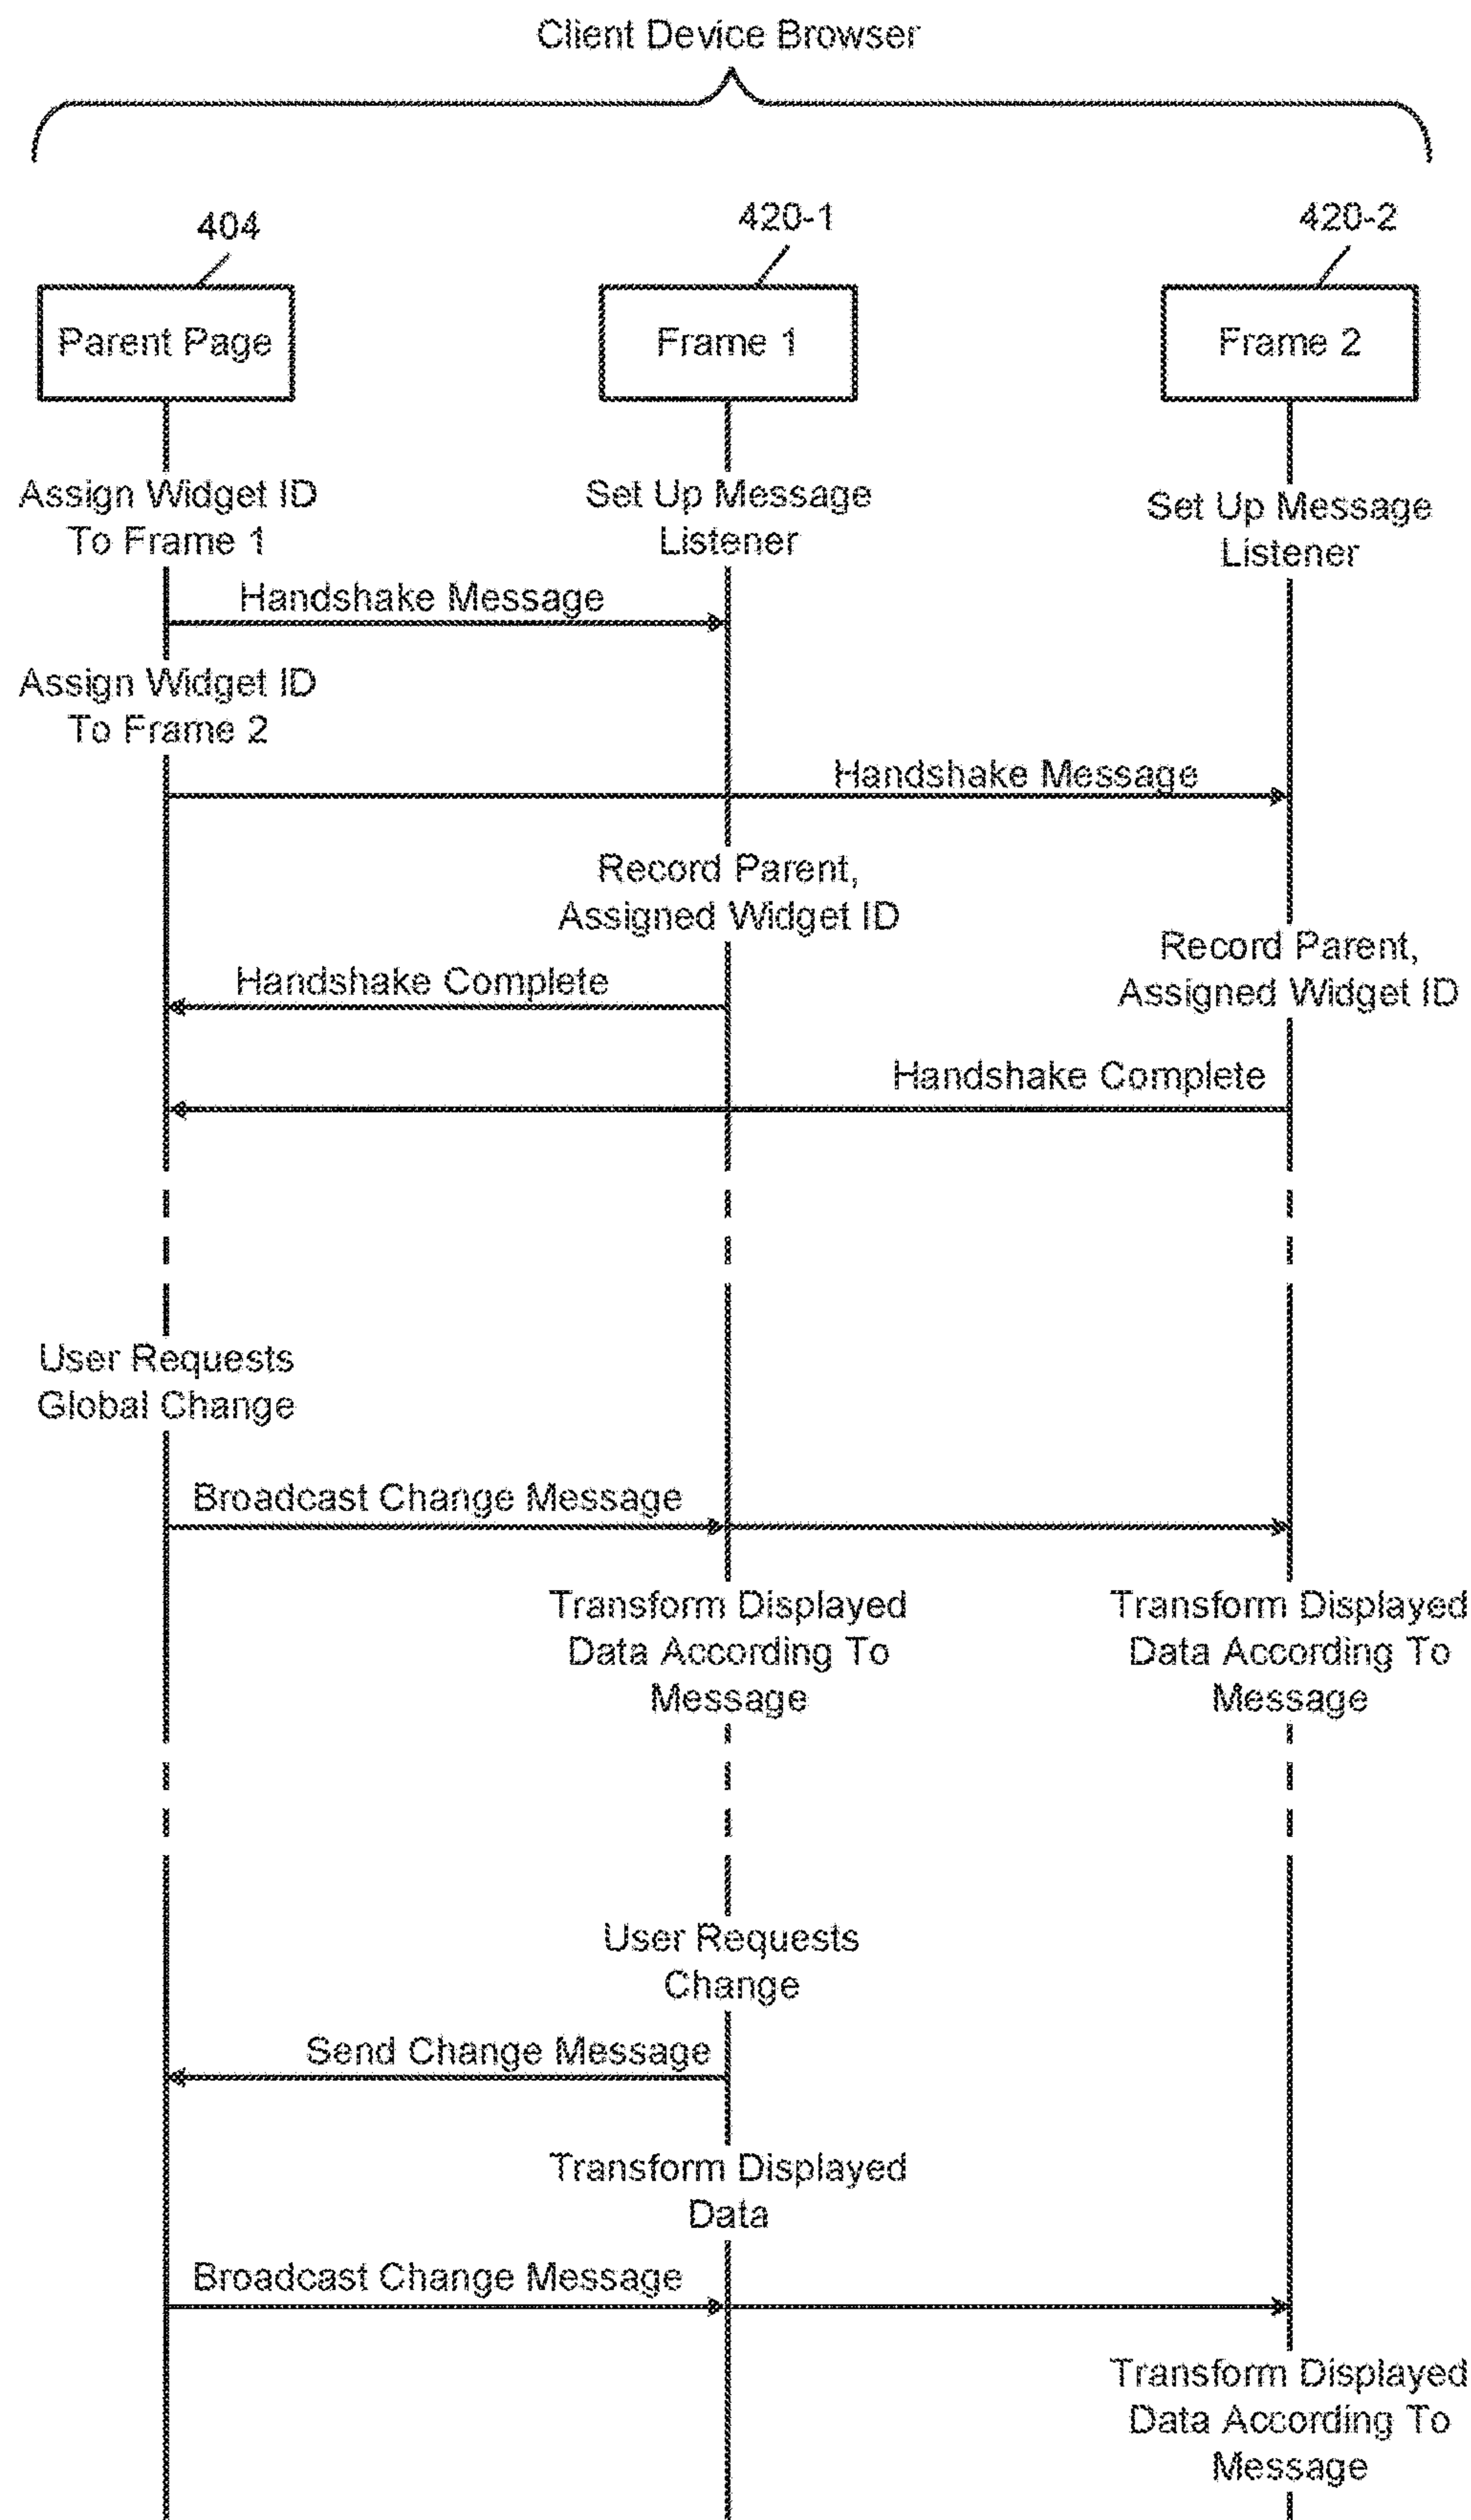 Client Device Browser
404
420-1
420-2
Parent Page
Frame 1
Frame 2
Assign Widget ID
To Frame 1
Set Up Message
Listener
Set Up Message
Listener
Handshake Message
Assign Widget ID
To Frame 2
Handshake Message
Record Parent,
Assigned Widget ID
Record Parent,
Assigned Widget ID
Handshake Complete
Handshake Complete
User Requests
Global Change
Broadcast Change Message
Transform Displayed
Data According To
Message
Transform Displayed
Data According To
Message
User Requests
Change
Send Change Message
Transform Displayed
Data
Broadcast Change Message
Transform Displayed
Data According To
Message